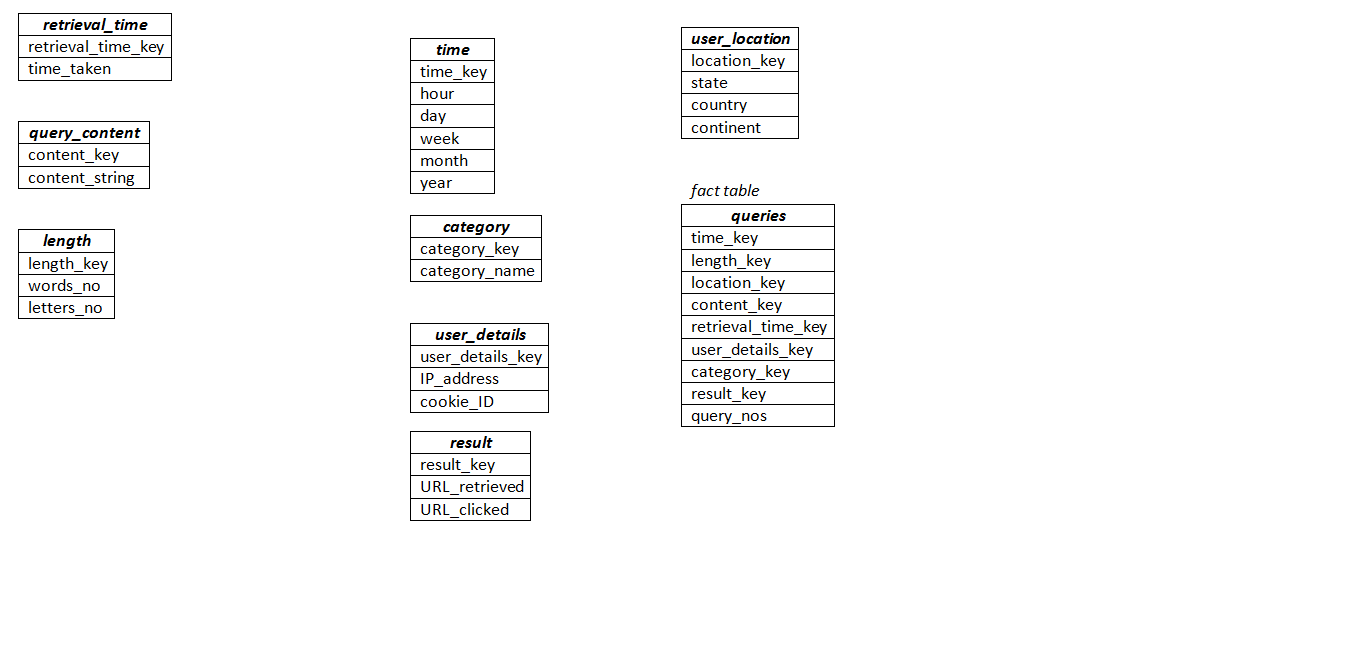 retrieval_time
retrieval_time_key
time_taken
query_content
content_key
content_string
length
length_key
words_no
letters_no
time
time_key
hour
day
week
month
year
category
category_key
category_name
user_details
user_details_key
IP_address
cookie_ID
result
result_key
URL_retrieved
URL_clicked
user_location
location_key
state
country
continent
fact table
queries
time_key
length_key
location_key
content_key
retrieval_time_key
user_details_key
category_key
result_key
query_nos